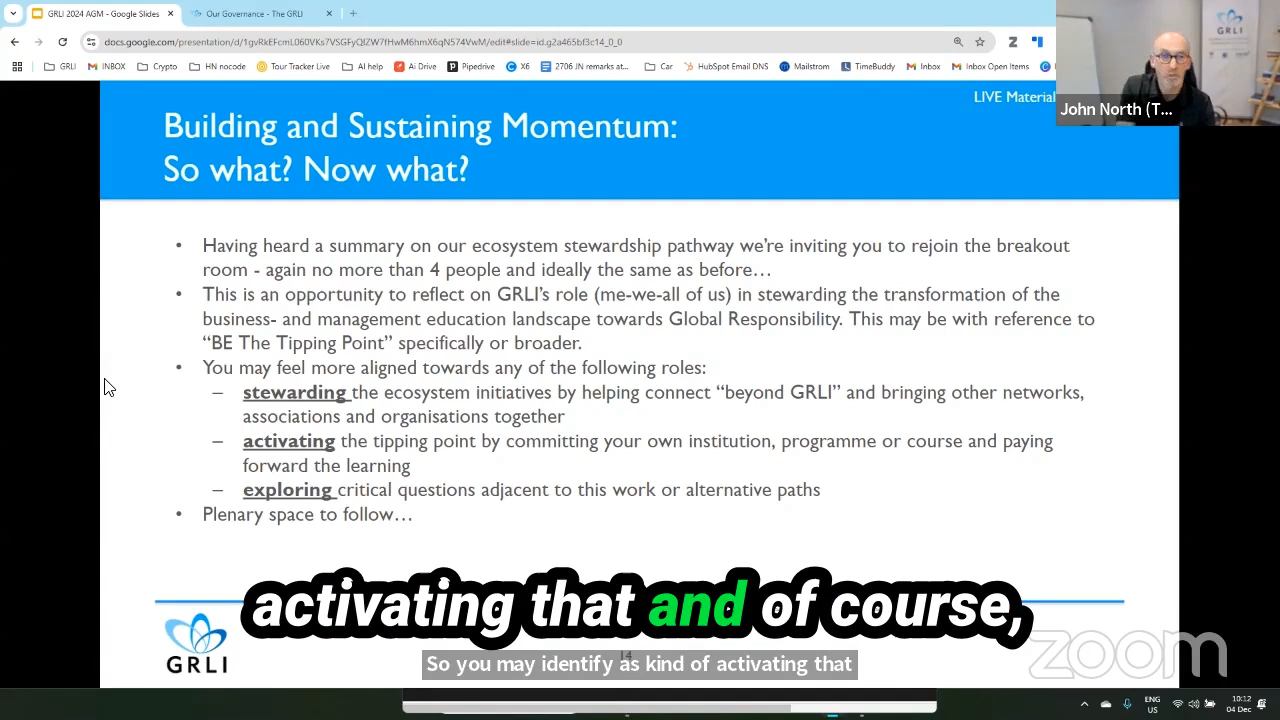 GRLI 2024 AGM - Google Slides
Our Governance - The GRLI
docs.google.com/presentation/d/1gvRkEFcmL060VKs7VSGFyQlZW7fHwM6hmX6qN574VwM/edit#slide=id.g2a465bf3c14_0_0
GRLI
INBOX
Crypto
HN nocode
Tour Tracker Live
AI help
Ai Drive
Pipedrive
X6
2706 JN remarks at...
Car
HubSpot Email DNS
Mailstrom
TimeBuddy
Inbox
Inbox Open Items
GRLI
John North (T...
LIVE Material
Building and Sustaining Momentum:
So what? Now what?
• Having heard a summary on our ecosystem stewardship pathway we’re inviting you to rejoin the breakout
room - again no more than 4 people and ideally the same as before…
• This is an opportunity to reflect on GRLI’s role (me-we-all of us) in stewarding the transformation of the
business- and management education landscape towards Global Responsibility. This may be with reference to
“BE The Tipping Point” specifically or broader.
• You may feel more aligned towards any of the following roles:
– stewarding the ecosystem initiatives by helping connect “beyond GRLI” and bringing other networks,
associations and organisations together
– activating the tipping point by committing your own institution, programme or course and paying
forward the learning
– exploring critical questions adjacent to this work or alternative paths
• Plenary space to follow…
activating that and of course,
GRLI
14
So you may identify as kind of activating that
zoom
ENG
US
10:12
04 Dec